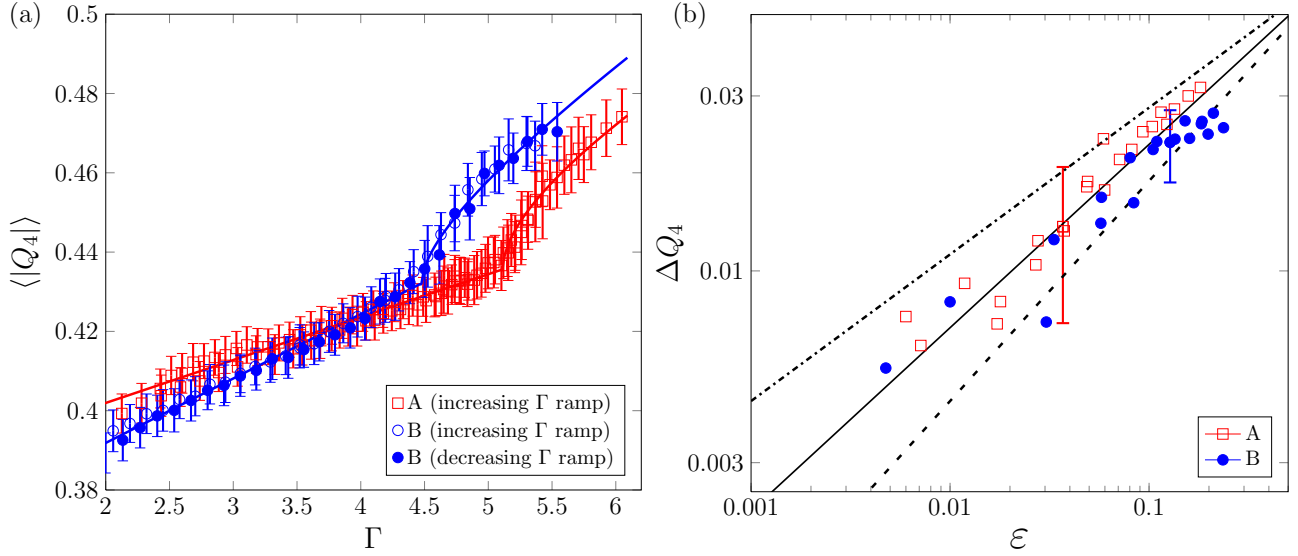 (a)
0.5
0.48
0.46
0.44
0.42
0.4
0.38
⟨|Q₄|⟩
2 2.5 3 3.5 4 4.5 5 5.5 6
Γ
A (increasing Γ ramp)
B (increasing Γ ramp)
B (decreasing Γ ramp)
(b)
0.03
0.01
0.003
ΔQ₄
0.001 0.01 0.1
ε
A
B